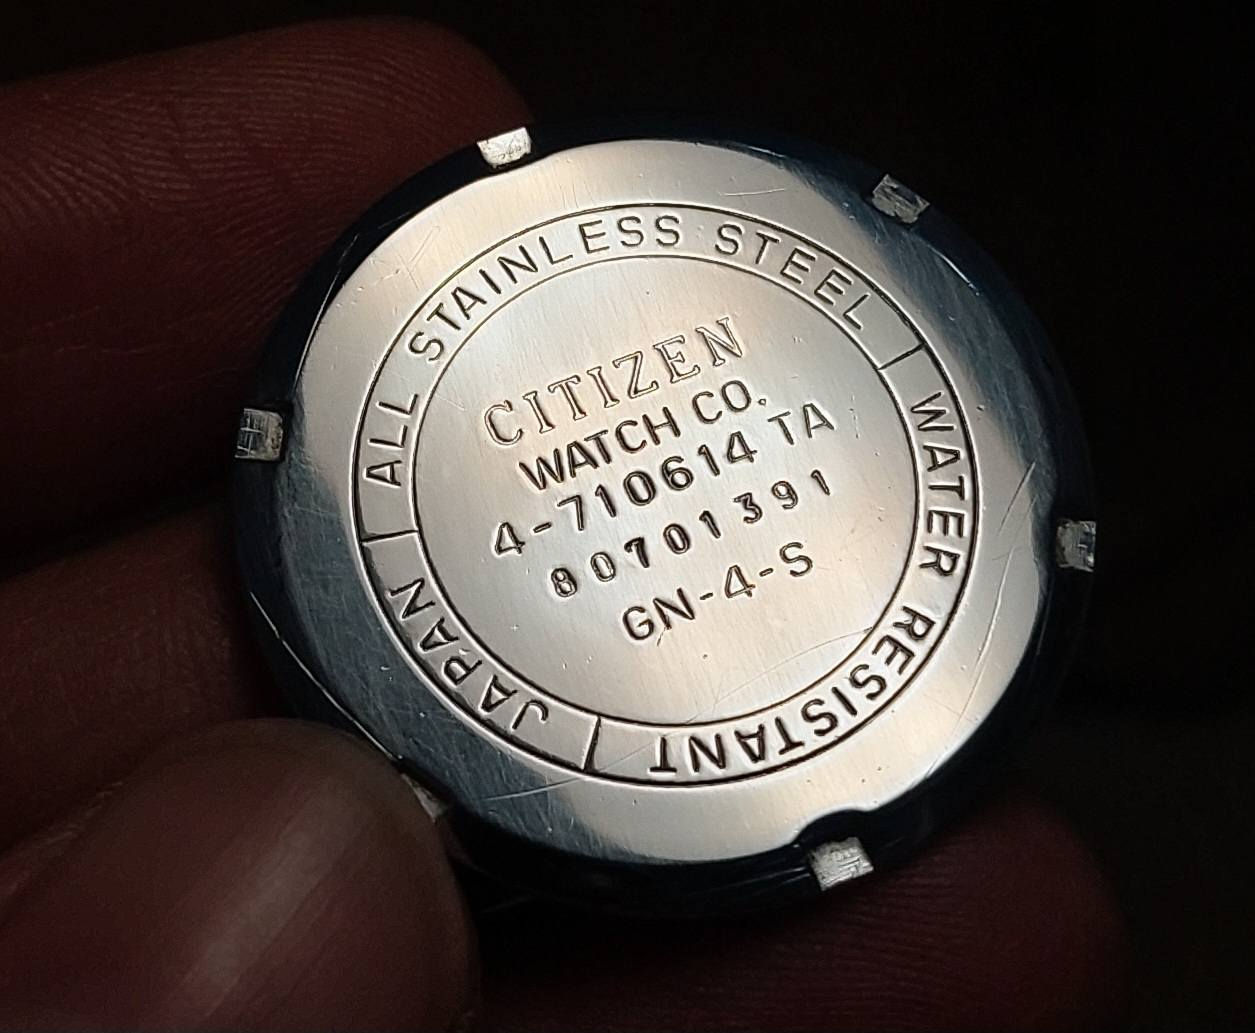 ALL STAINLESS STEEL
WATER RESISTANT
JAPAN
CITIZEN
WATCH CO.
4-710614 TA
80701391
GN-4-S